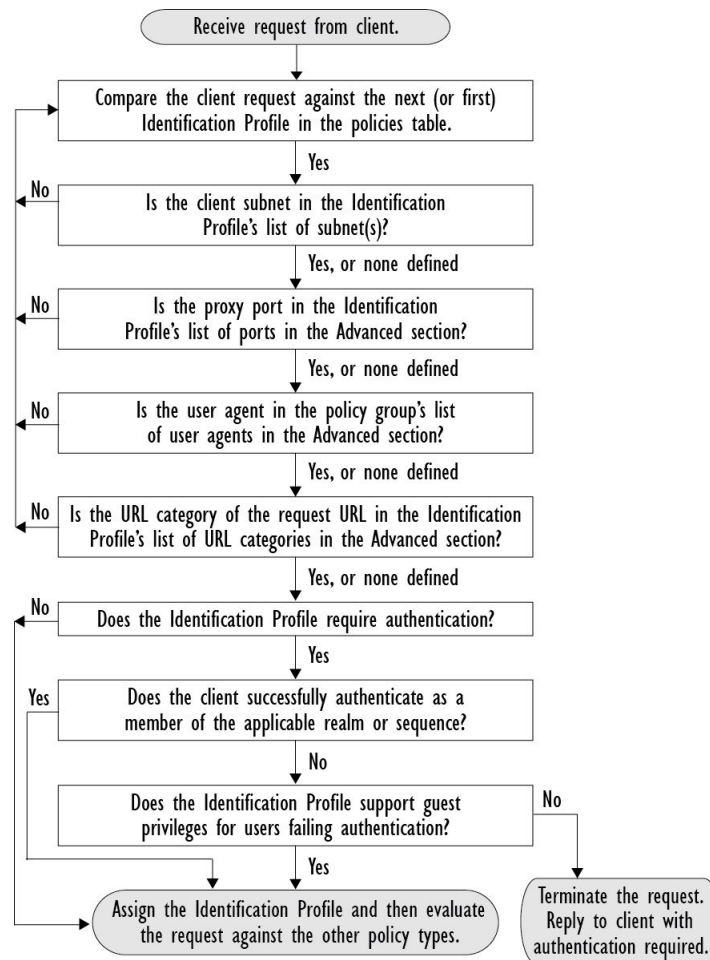 Receive request from client.
Compare the client request against the next (or first)
Identification Profile in the policies table.
Yes
No
Is the client subnet in the Identification
Profile's list of subnet(s)?
Yes, or none defined
No
Is the proxy port in the Identification
Profile's list of ports in the Advanced section?
Yes, or none defined
No
Is the user agent in the policy group's list
of user agents in the Advanced section?
Yes, or none defined
No
Is the URL category of the request URL in the Identification
Profile's list of URL categories in the Advanced section?
Yes, or none defined
No
Does the Identification Profile require authentication?
Yes
Yes
Does the client successfully authenticate as a
member of the applicable realm or sequence?
No
Does the Identification Profile support guest
privileges for users failing authentication?
No
Yes
Assign the Identification Profile and then evaluate
the request against the other policy types.
Terminate the request.
Reply to client with
authentication required.